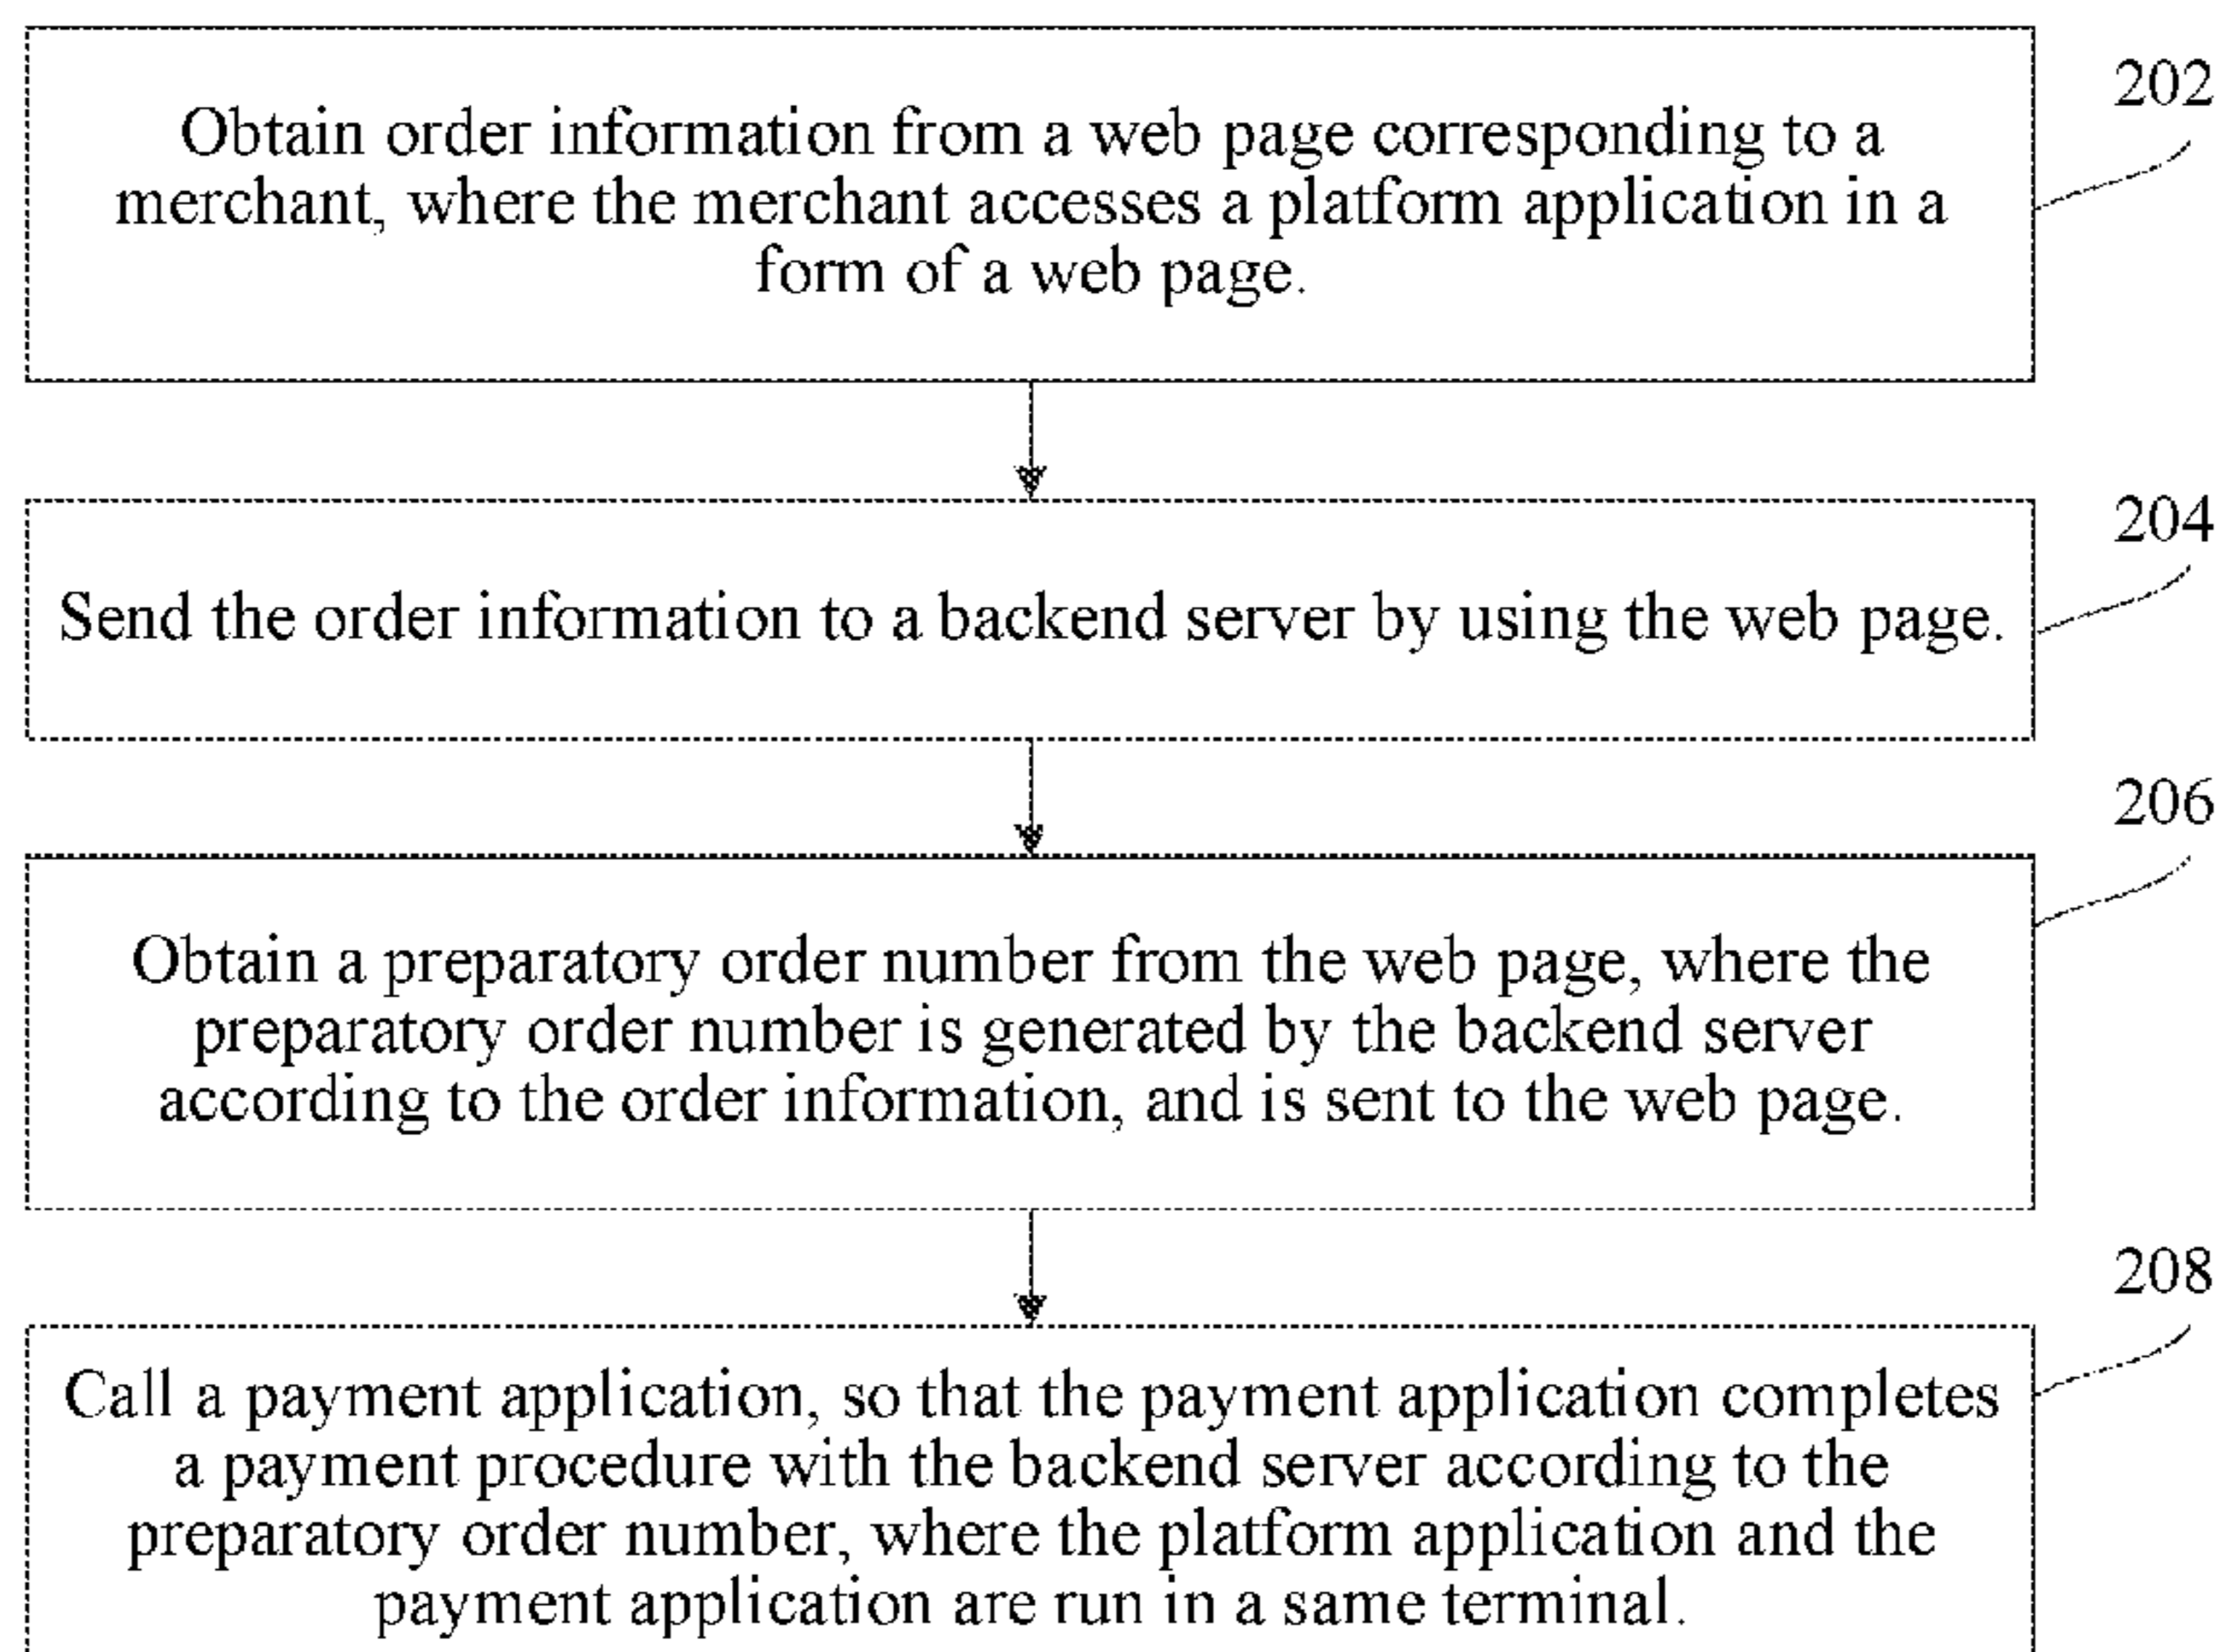 202
Obtain order information from a web page corresponding to a
merchant, where the merchant accesses a platform application in a
form of a web page.
204
Send the order information to a backend server by using the web page.
206
Obtain a preparatory order number from the web page, where the
preparatory order number is generated by the backend server
according to the order information, and is sent to the web page.
208
Call a payment application, so that the payment application completes
a payment procedure with the backend server according to the
preparatory order number, where the platform application and the
payment application are run in a same terminal.